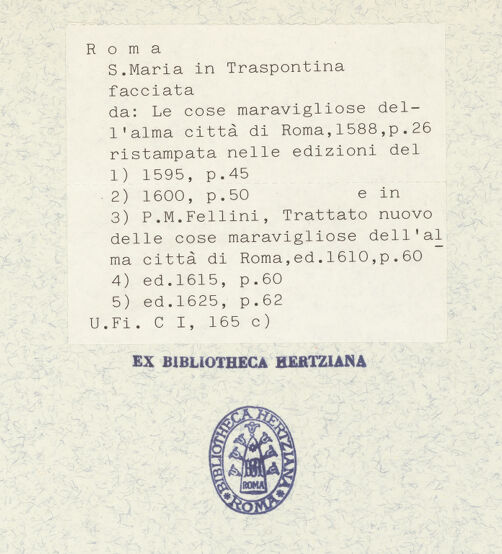 R o m a
S.Maria in Traspontina
facciata
da: Le cose maravigliose del-
l'alma città di Roma,1588,p.26
ristampata nelle edizioni del
1) 1595, p.45
2) 1600, p.50 e in
3) P.M.Fellini, Trattato nuovo
delle cose maravigliose dell'al_
ma città di Roma,ed.1610,p.60
4) ed.1615, p.60
5) ed.1625, p.62
U.Fi. C I, 165 c)
EX BIBLIOTHECA HERTZIANA
BIBLIOTHECA HERTZIANA
ROMA
ROMA